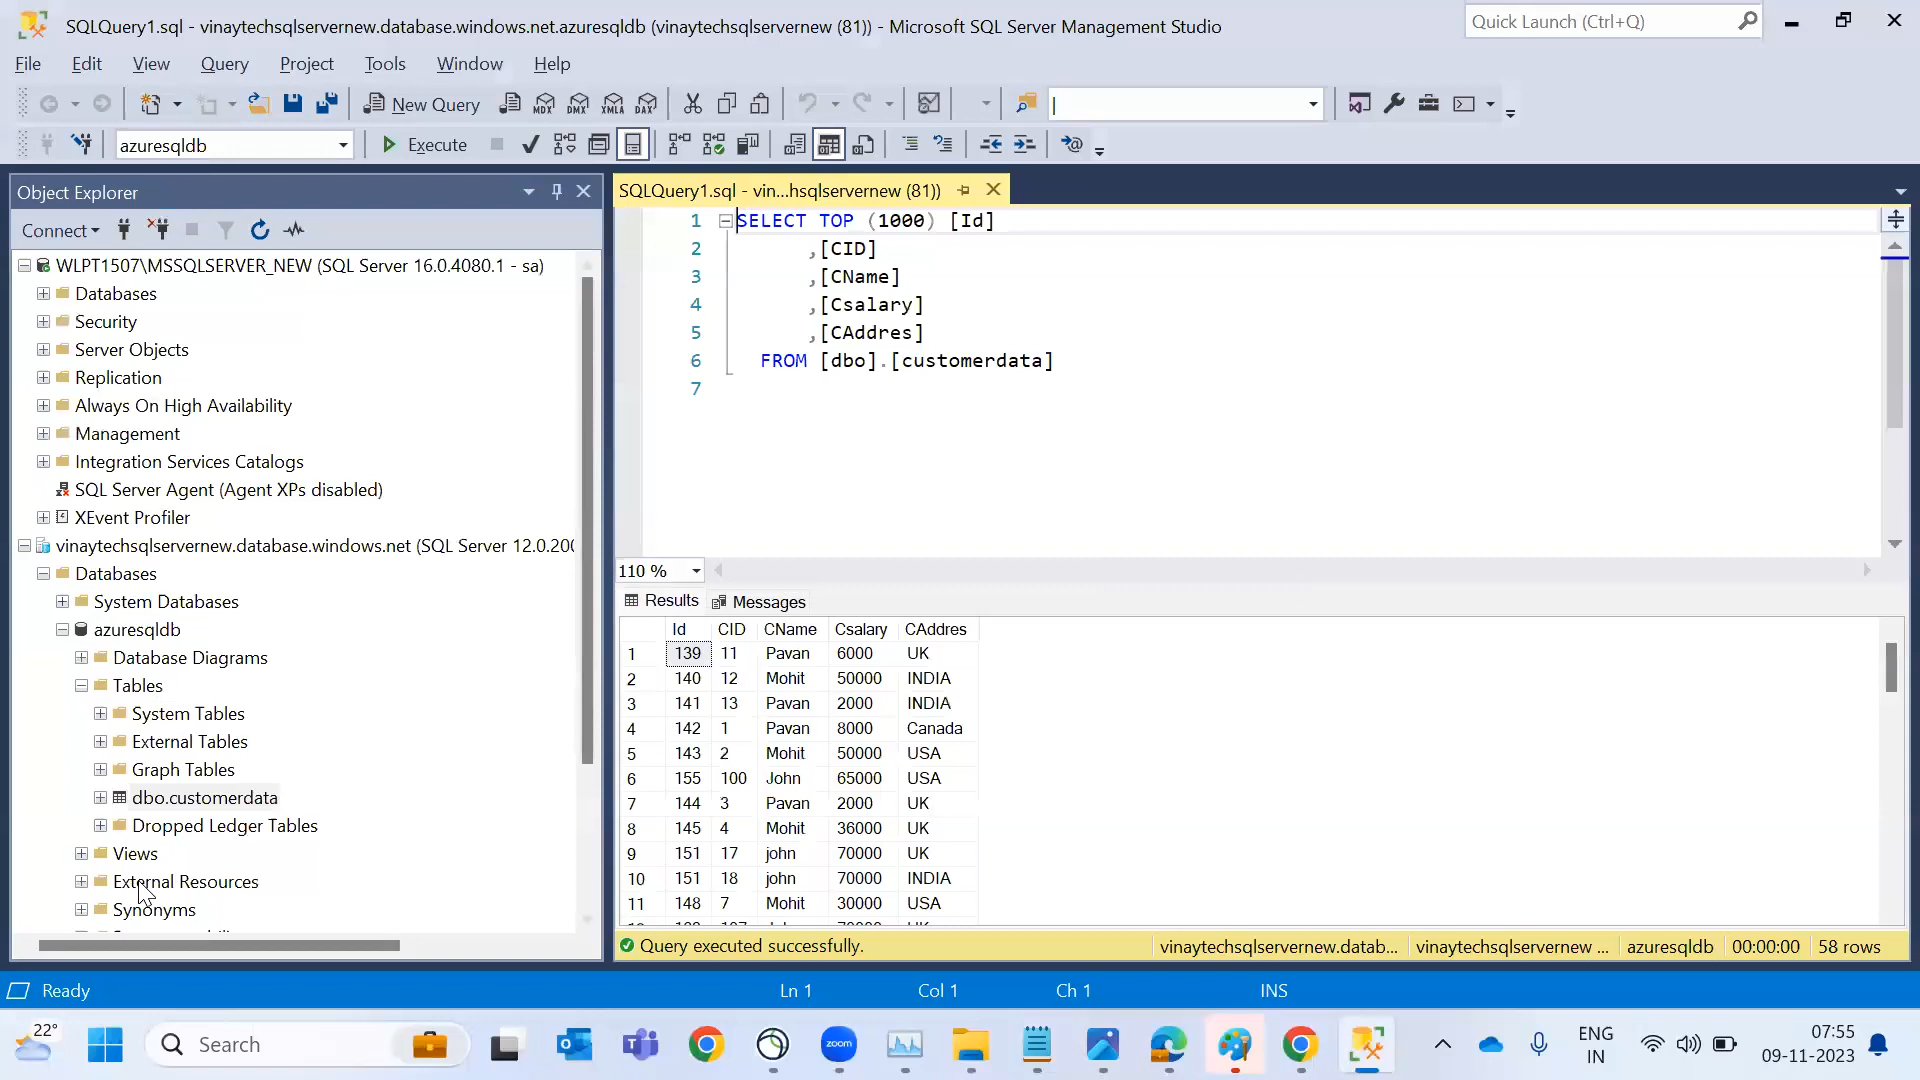 SQLQuery1.sql - vinaytechsqlservernew.database.windows.net.azuresqldb (vinaytechsqlservernew (81)) - Microsoft SQL Server Management Studio
Quick Launch (Ctrl+Q)
File Edit View Query Project Tools Window Help
New Query MDX DMX XMLA DAX
azuresqldb Execute
Object Explorer
SQLQuery1.sql - vin...hsqlservernew (81))
Connect
WLPT1507\MSSQLSERVER_NEW (SQL Server 16.0.4080.1 - sa)
Databases
Security
Server Objects
Replication
Always On High Availability
Management
Integration Services Catalogs
SQL Server Agent (Agent XPs disabled)
XEvent Profiler
vinaytechsqlservernew.database.windows.net (SQL Server 12.0.200
Databases
System Databases
azuresqldb
Database Diagrams
Tables
System Tables
External Tables
Graph Tables
dbo.customerdata
Dropped Ledger Tables
Views
External Resources
Synonyms
1 SELECT TOP (1000) [Id]
2 ,[CID]
3 ,[CName]
4 ,[Csalary]
5 ,[CAddres]
6 FROM [dbo].[customerdata]
7
110 %
Results Messages
Id CID CName Csalary CAddres
1 139 11 Pavan 6000 UK
2 140 12 Mohit 50000 INDIA
3 141 13 Pavan 2000 INDIA
4 142 1 Pavan 8000 Canada
5 143 2 Mohit 50000 USA
6 155 100 John 65000 USA
7 144 3 Pavan 2000 UK
8 145 4 Mohit 36000 UK
9 151 17 john 70000 UK
10 151 18 john 70000 INDIA
11 148 7 Mohit 30000 USA
Query executed successfully. vinaytechsqlservernew.datab... vinaytechsqlservernew ... azuresqldb 00:00:00 58 rows
Ready Ln 1 Col 1 Ch 1 INS
22° Search zoom ENG IN 07:55 09-11-2023